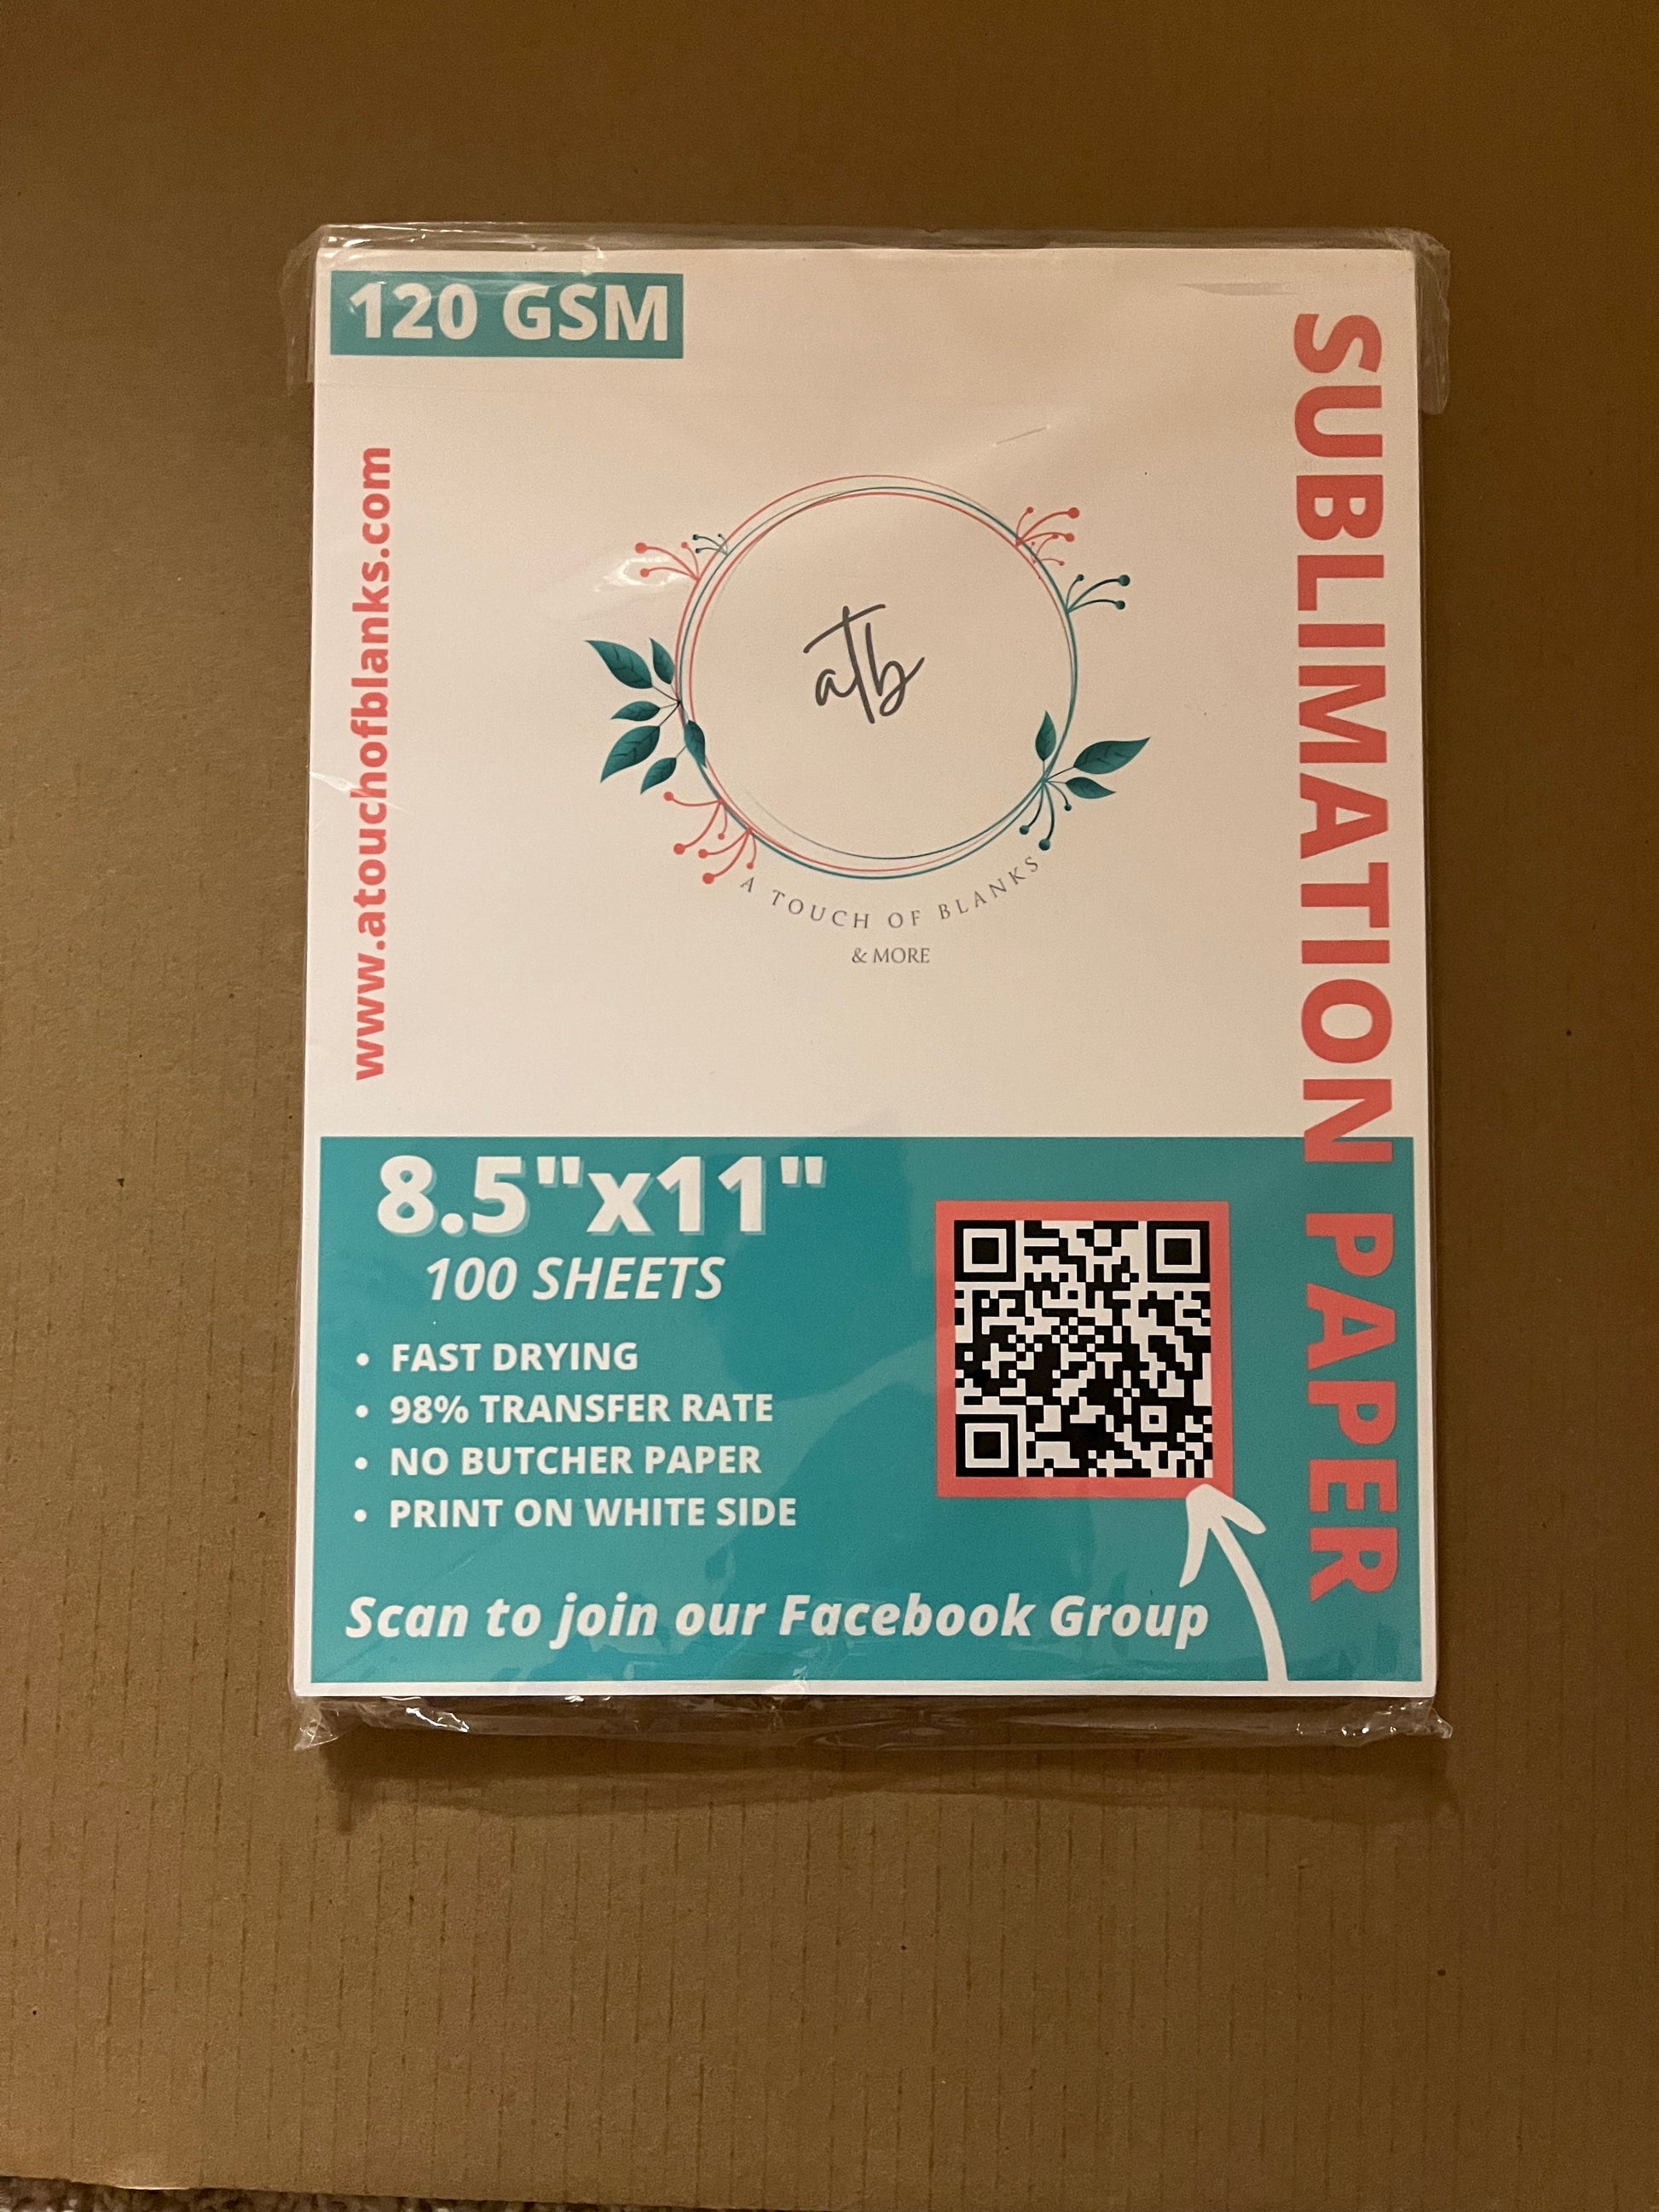 120 GSM
SUBLIMATION PAPER
www.atouchofblanks.com
atb
A TOUCH OF BLANKS
& MORE
8.5"x11"
100 SHEETS
• FAST DRYING
• 98% TRANSFER RATE
• NO BUTCHER PAPER
• PRINT ON WHITE SIDE
Scan to join our Facebook Group